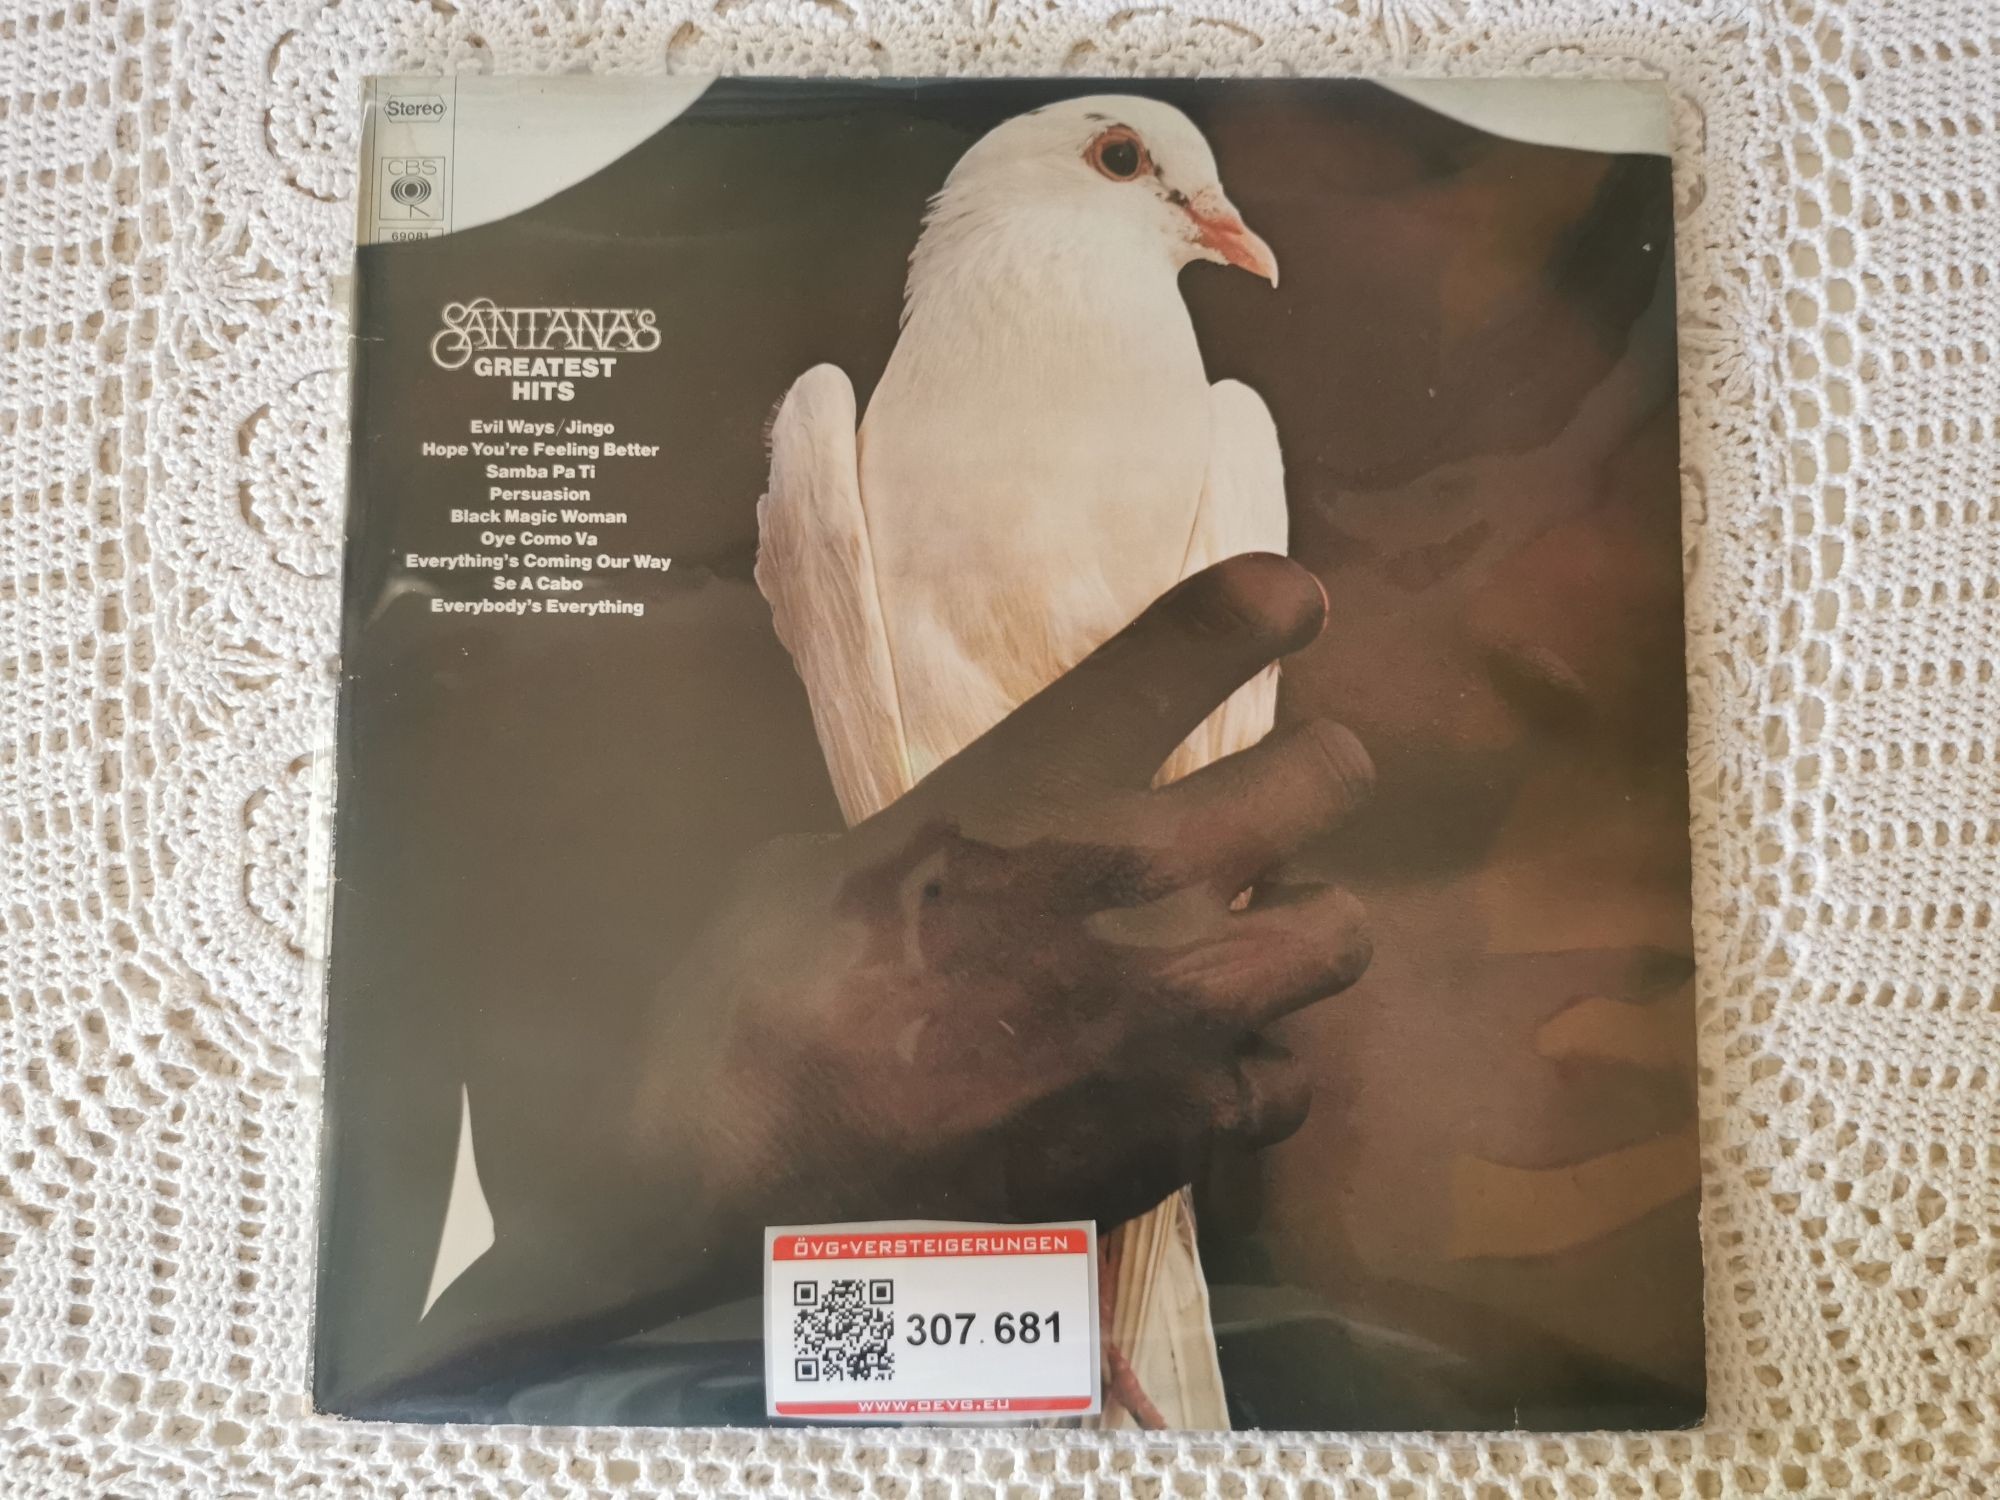 Stereo
CBS
69081
SANTANA'S
GREATEST
HITS
Evil Ways/Jingo
Hope You're Feeling Better
Samba Pa Ti
Persuasion
Black Magic Woman
Oye Como Va
Everything's Coming Our Way
Se A Cabo
Everybody's Everything
ÖVG-VERSTEIGERUNGEN
307.681
WWW.OEVG.EU